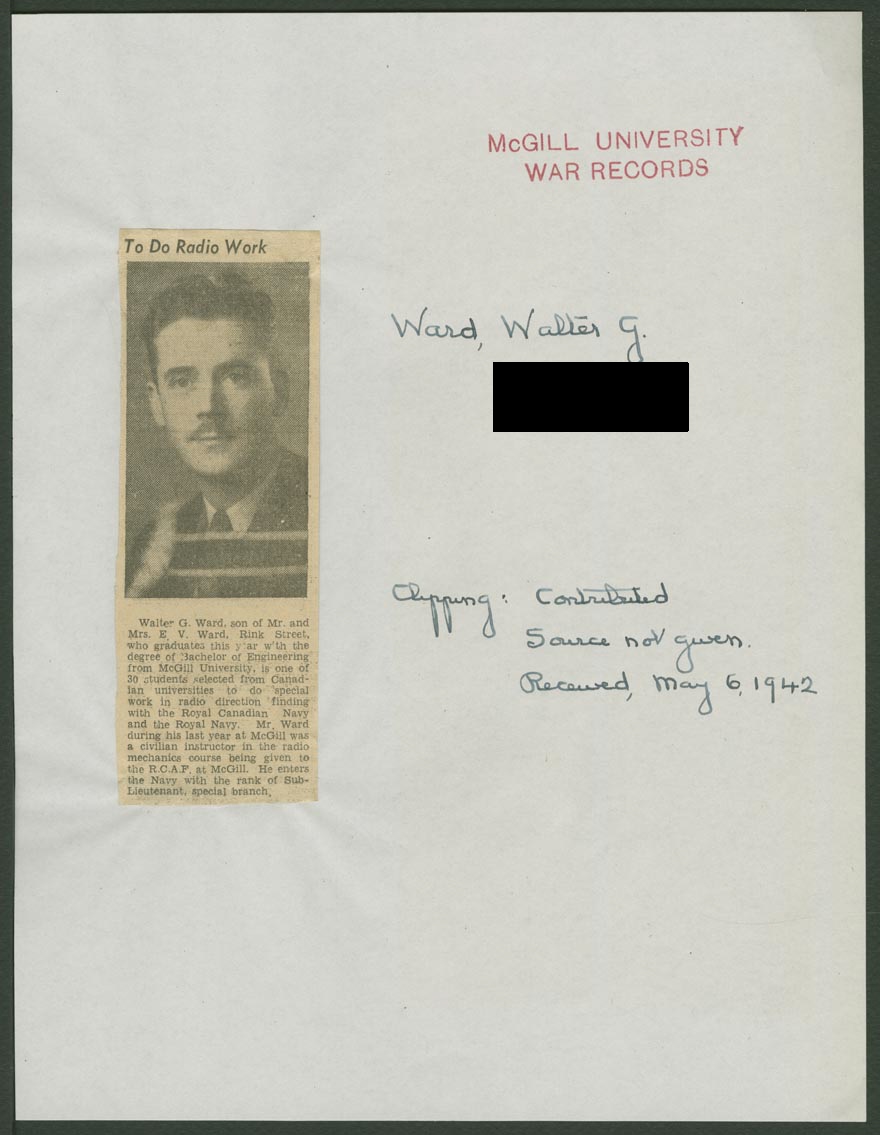 McGILL UNIVERSITY
WAR RECORDS
To Do Radio Work
Ward, Walter G.
Clipping: Contributed
Source not given.
Received, May 6, 1942
Walter G. Ward, son of Mr. and
Mrs. E. V. Ward, Rink Street,
who graduates this year with the
degree of Bachelor of Engineering
from McGill University, is one of
30 students selected from Canad-
ian universities to do special
work in radio direction finding
with the Royal Canadian Navy
and the Royal Navy. Mr. Ward
during his last year at McGill was
a civilian instructor in the radio
mechanics course being given to
the R.C.A.F. at McGill. He enters
the Navy with the rank of Sub-
Lieutenant, special branch.